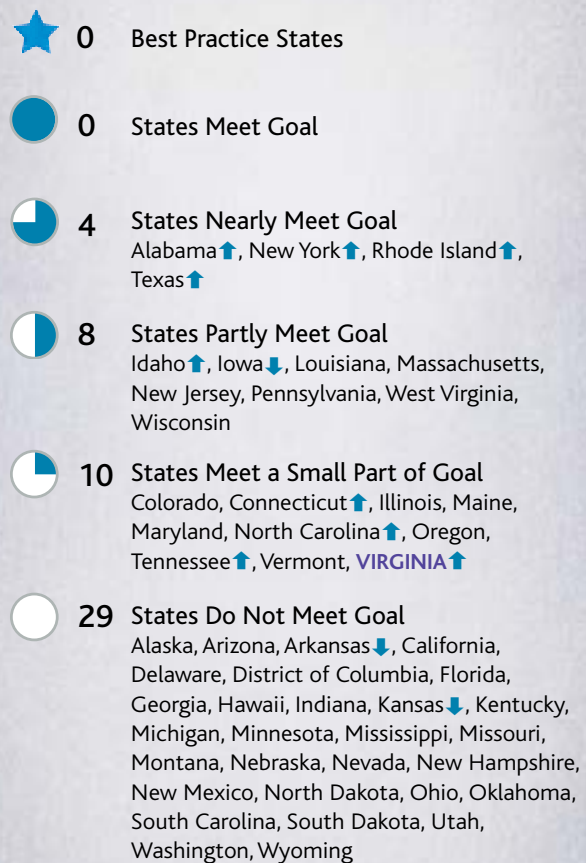 0 Best Practice States
0 States Meet Goal
4 States Nearly Meet Goal
Alabama⬆, New York⬆, Rhode Island⬆,
Texas⬆
8 States Partly Meet Goal
Idaho⬆, Iowa⬇, Louisiana, Massachusetts,
New Jersey, Pennsylvania, West Virginia,
Wisconsin
10 States Meet a Small Part of Goal
Colorado, Connecticut⬆, Illinois, Maine,
Maryland, North Carolina⬆, Oregon,
Tennessee⬆, Vermont, VIRGINIA⬆
29 States Do Not Meet Goal
Alaska, Arizona, Arkansas⬇, California,
Delaware, District of Columbia, Florida,
Georgia, Hawaii, Indiana, Kansas⬇, Kentucky,
Michigan, Minnesota, Mississippi, Missouri,
Montana, Nebraska, Nevada, New Hampshire,
New Mexico, North Dakota, Ohio, Oklahoma,
South Carolina, South Dakota, Utah,
Washington, Wyoming